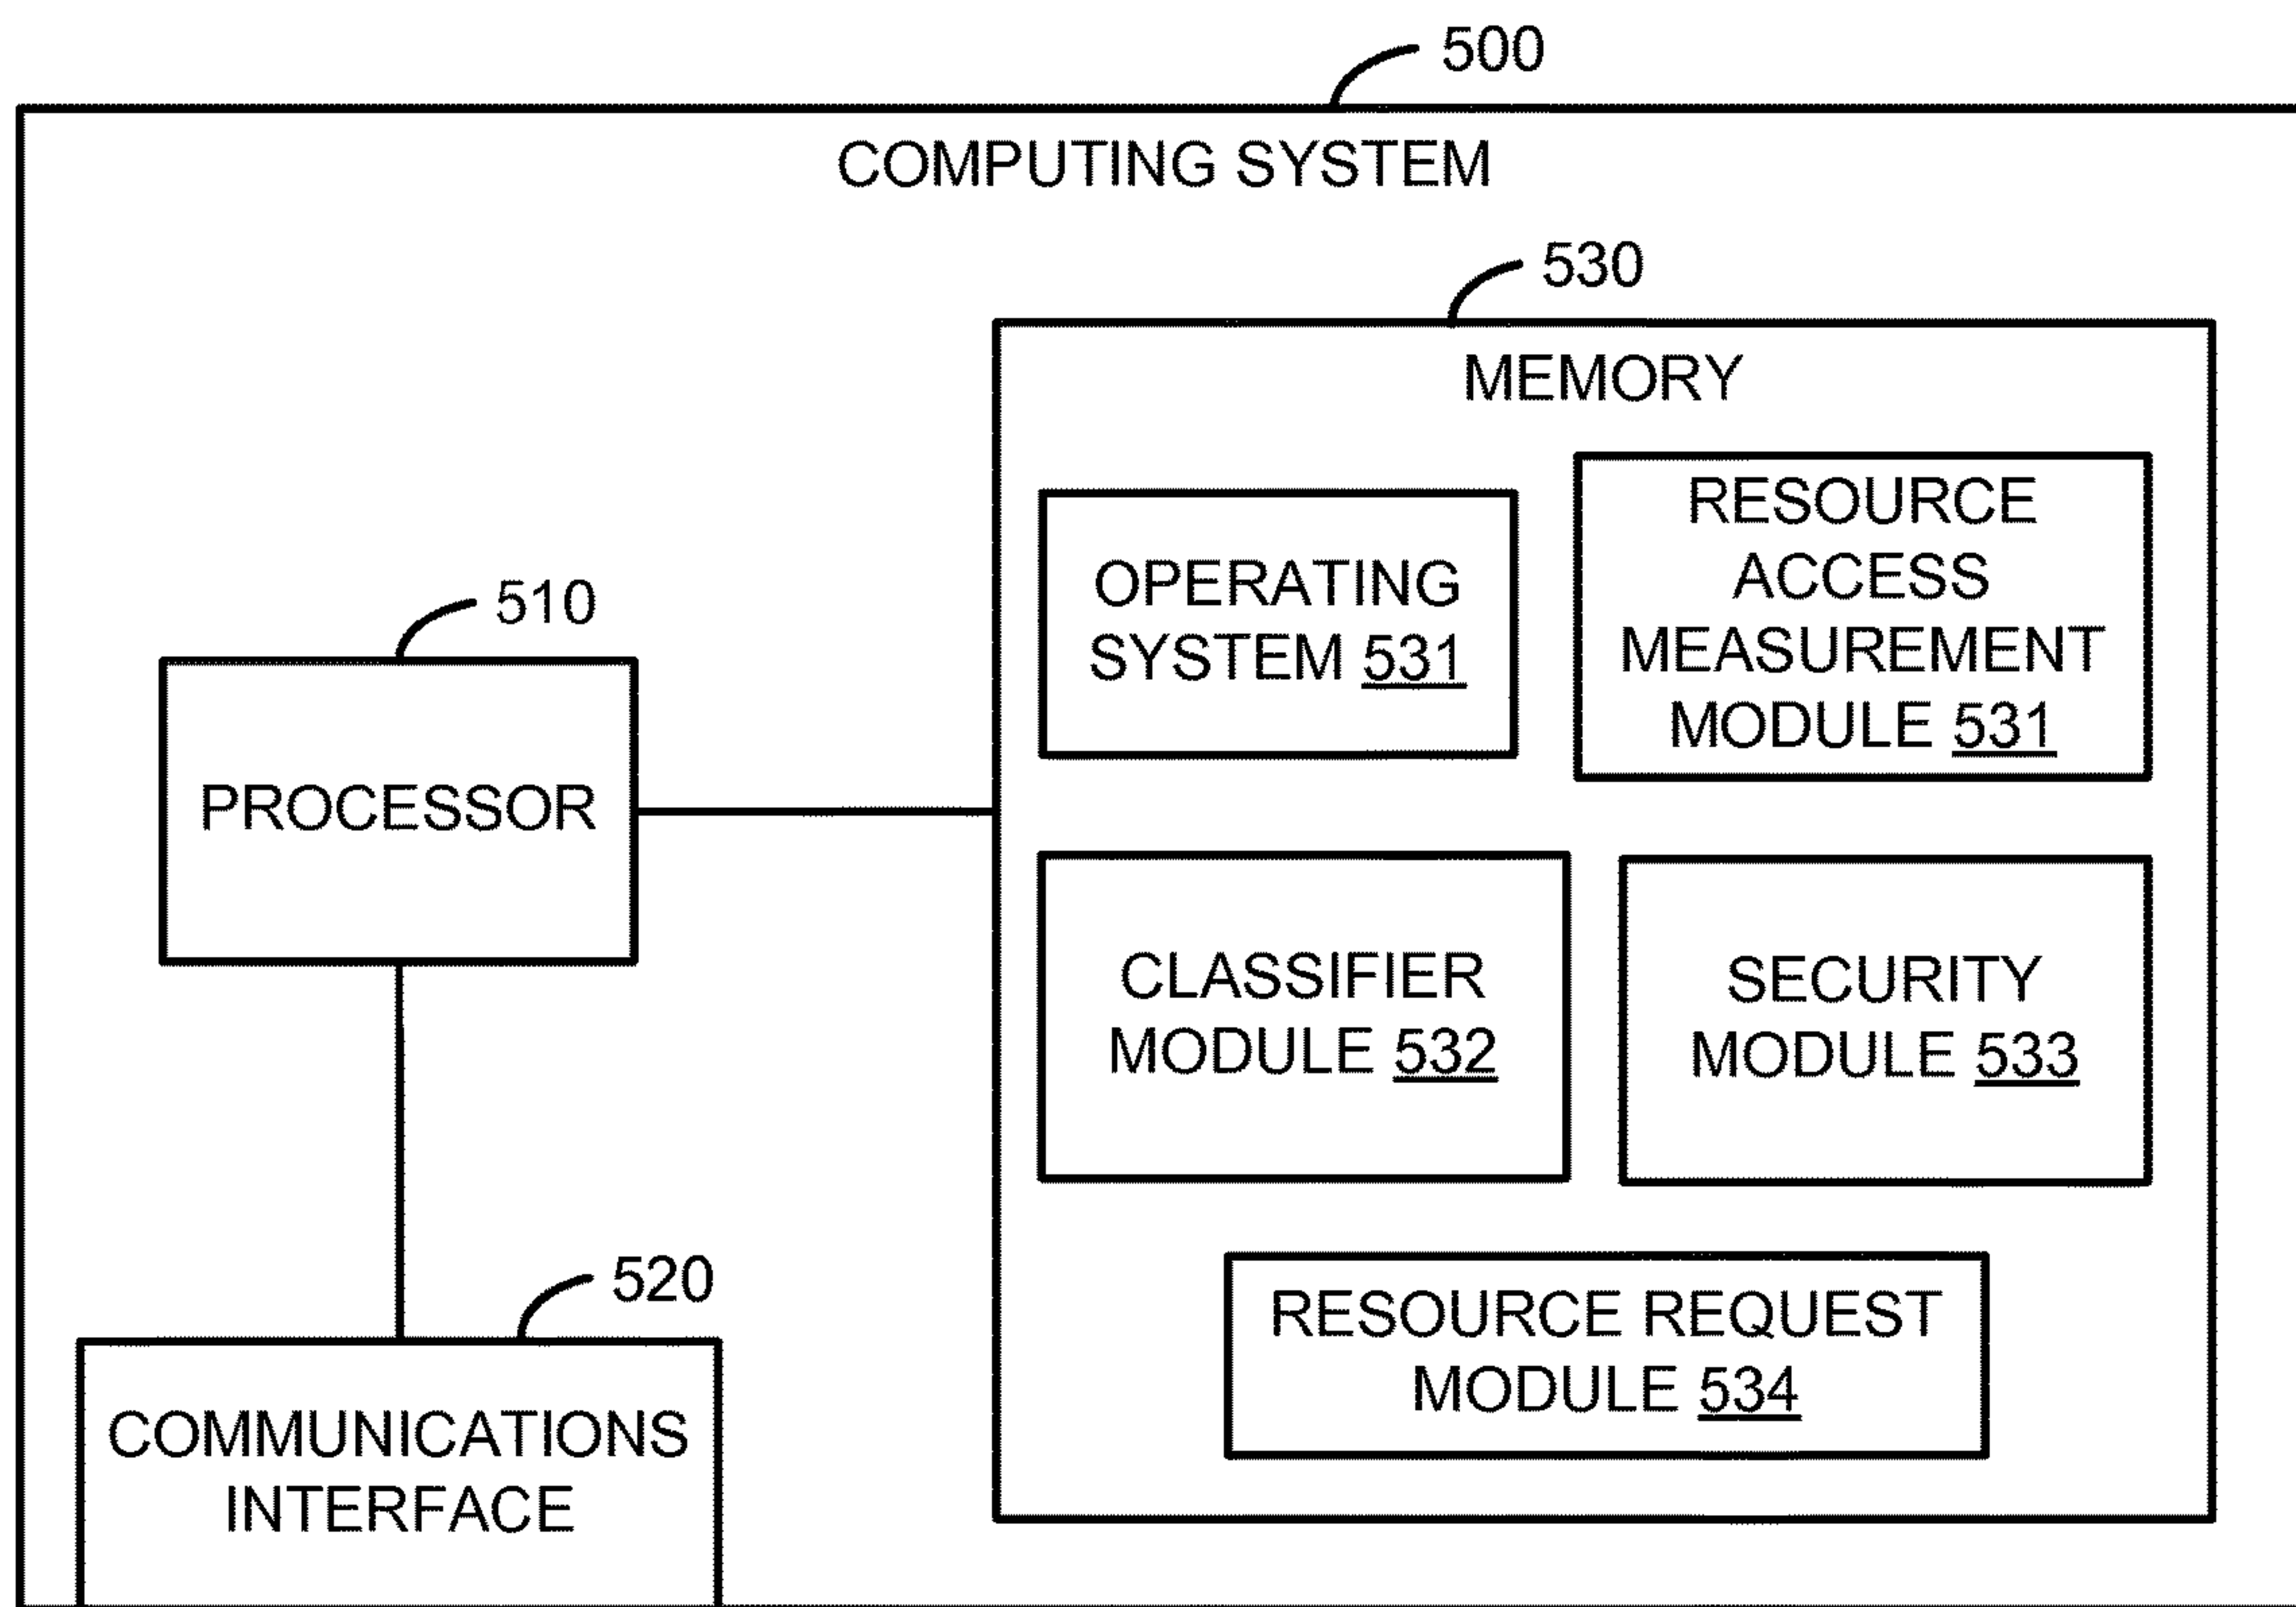 500
COMPUTING SYSTEM
530
MEMORY
OPERATING
SYSTEM 531
RESOURCE
ACCESS
MEASUREMENT
MODULE 531
510
PROCESSOR
CLASSIFIER
MODULE 532
SECURITY
MODULE 533
520
COMMUNICATIONS
INTERFACE
RESOURCE REQUEST
MODULE 534